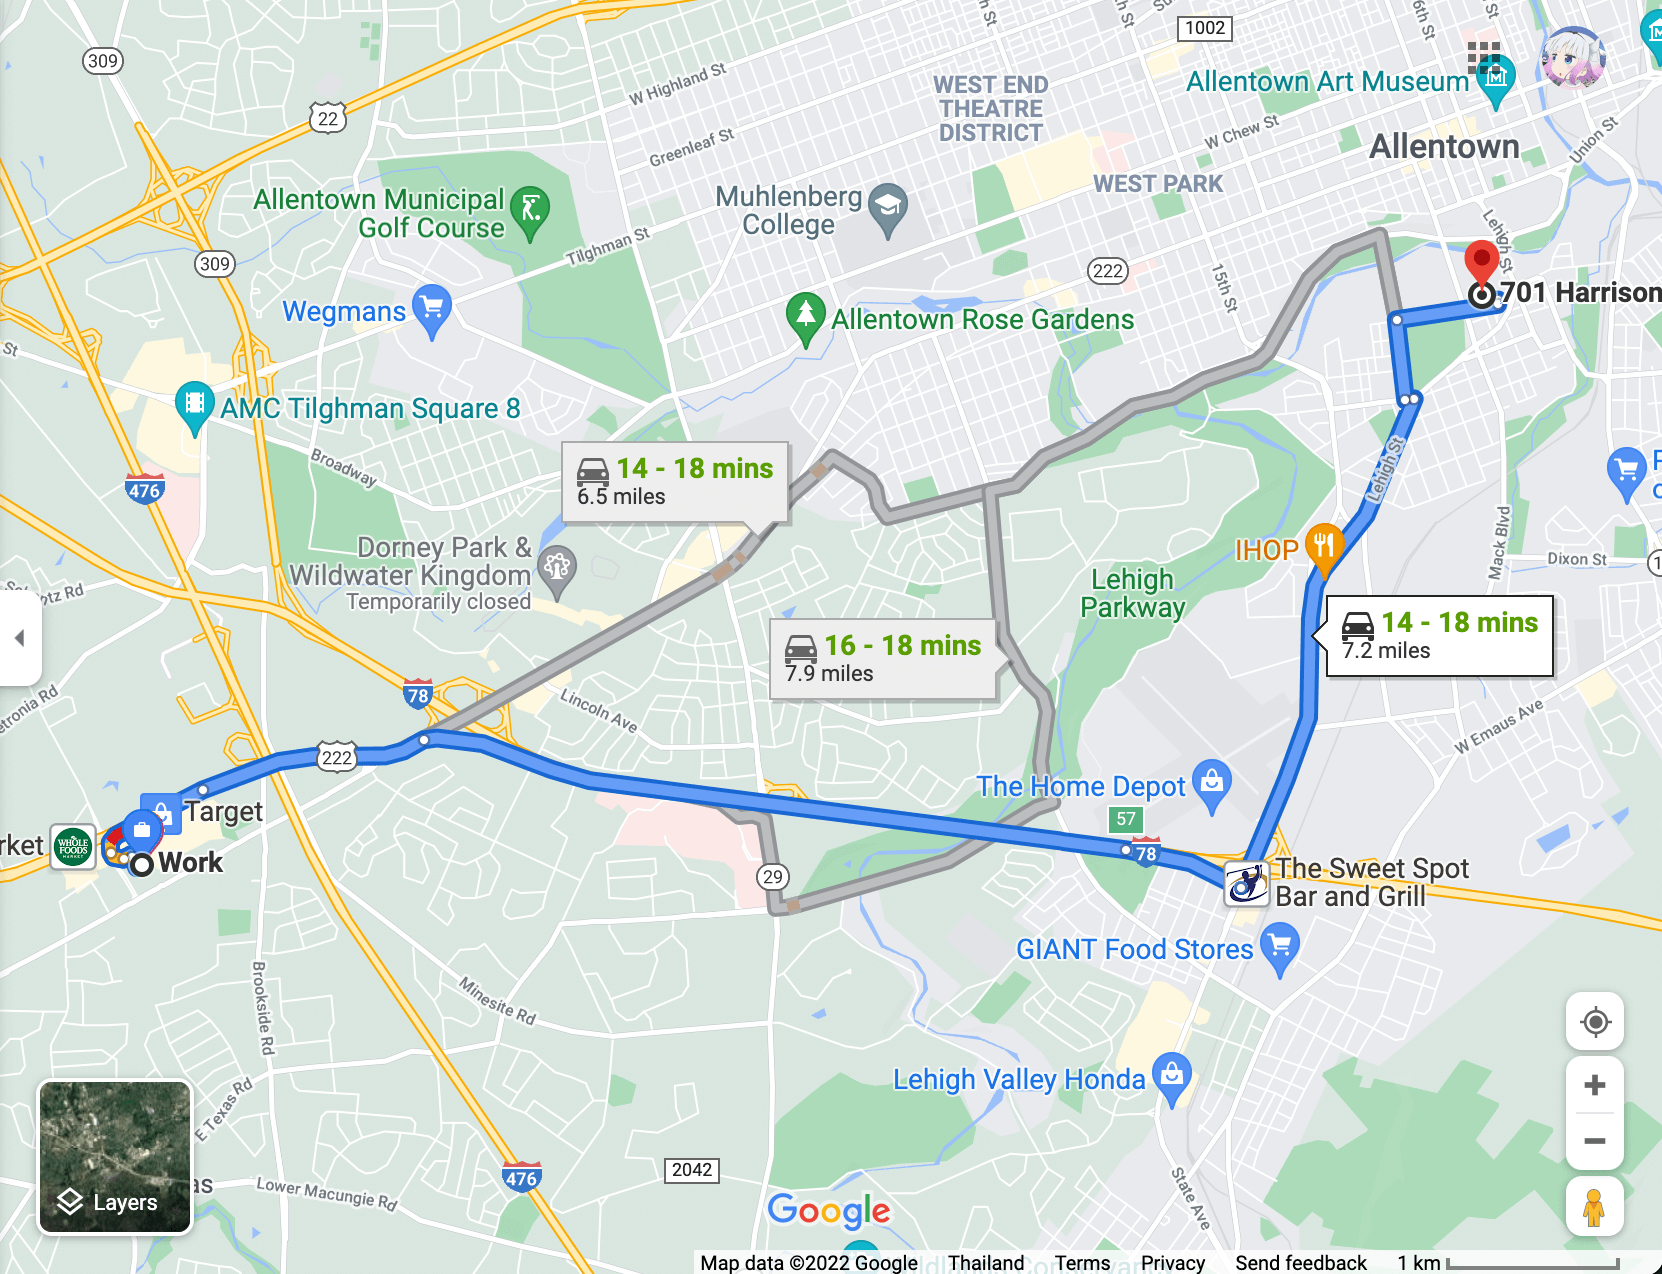 309
1002
Allentown Art Museum
WEST END
THEATRE
DISTRICT
22
W Highland St
Greenleaf St
W Chew St
Union St
Allentown
WEST PARK
Allentown Municipal
Golf Course
Muhlenberg
College
Tilghman St
Lehigh St
309
222
15th St
Wegmans
701 Harrison
Allentown Rose Gardens
St
AMC Tilghman Square 8
Broadway
14 - 18 mins
6.5 miles
476
Lehigh St
Mack Blvd
Dorney Park &
Wildwater Kingdom
Temporarily closed
IHOP
Dixon St
Lehigh
Parkway
14 - 18 mins
7.2 miles
16 - 18 mins
7.9 miles
78
Lincoln Ave
W Emaus Ave
222
The Home Depot
Target
57
78
rket
WHOLE
FOODS
MARKET
Work
29
The Sweet Spot
Bar and Grill
GIANT Food Stores
Brookside Rd
Minesite Rd
Lehigh Valley Honda
E Texas Rd
476
2042
as
Lower Macungie Rd
State Ave
Layers
Google
Map data ©2022 Google
Thailand
Terms
Privacy
Send feedback
1 km